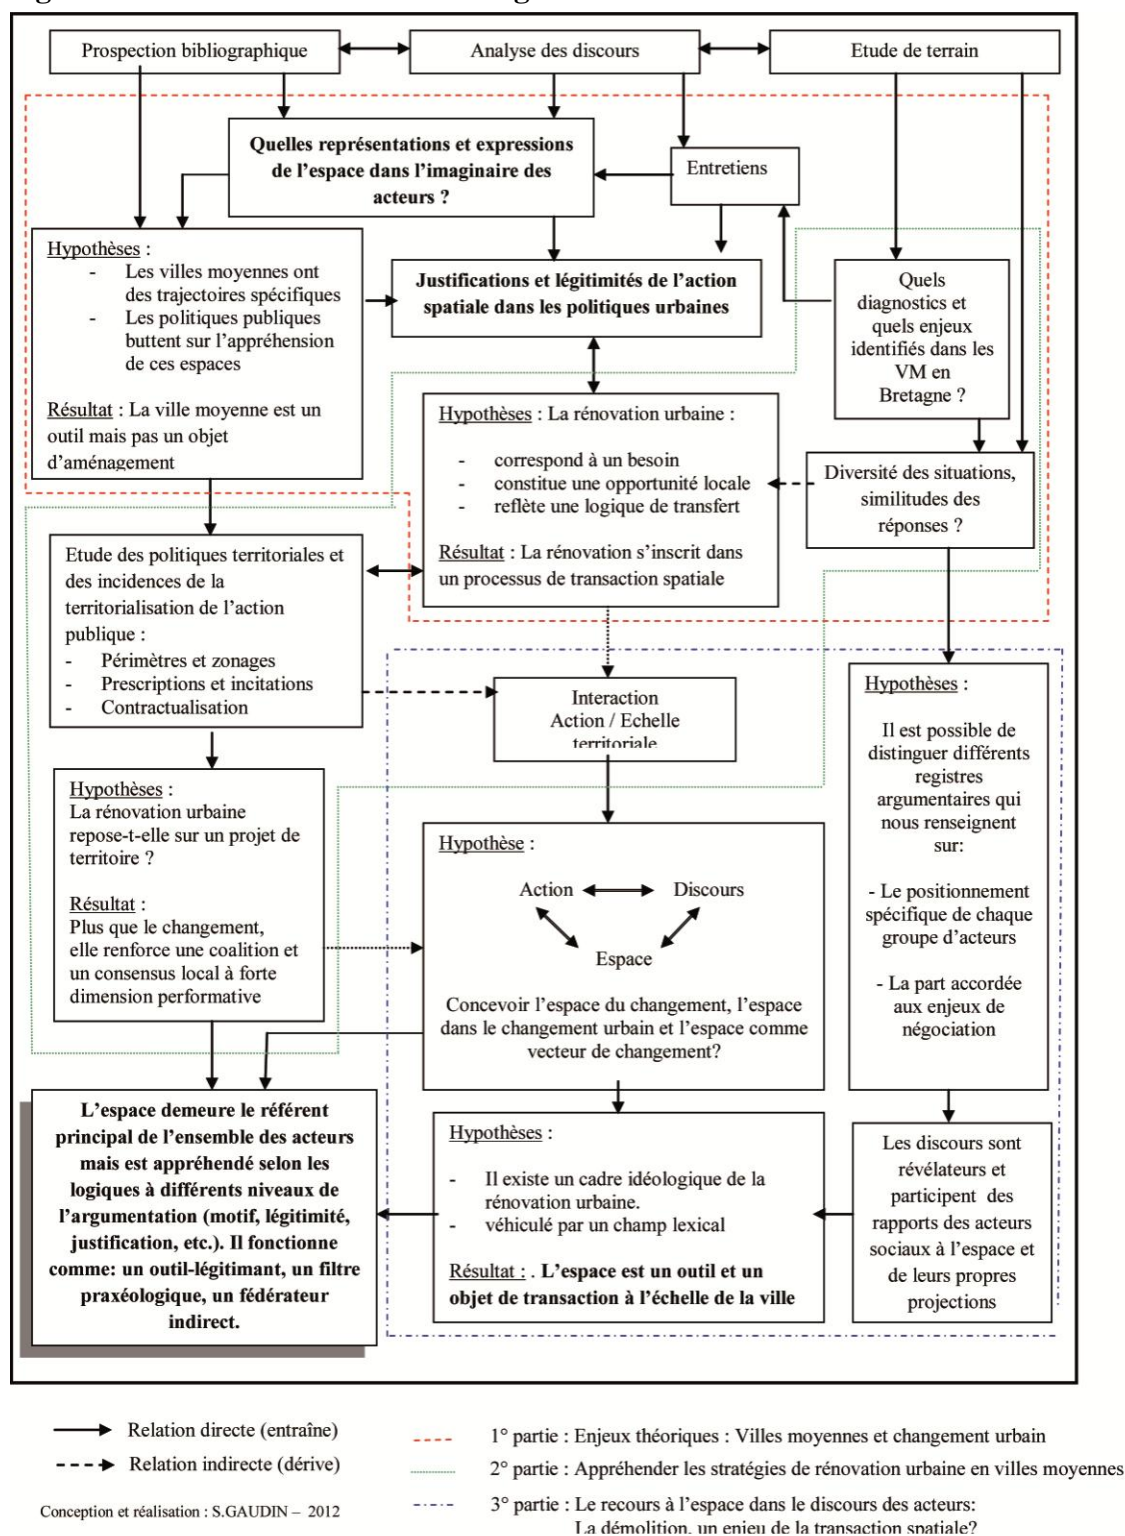 Prospection bibliographique
Analyse des discours
Etude de terrain
Quelles représentations et expressions
de l’espace dans l’imaginaire des
acteurs ?
Entretiens
Hypothèses :
- Les villes moyennes ont
des trajectoires spécifiques
- Les politiques publiques
buttent sur l’appréhension
de ces espaces
Résultat : La ville moyenne est un
outil mais pas un objet
d’aménagement
Justifications et légitimités de l’action
spatiale dans les politiques urbaines
Quels
diagnostics et
quels enjeux
identifiés dans les
VM en
Bretagne ?
Hypothèses : La rénovation urbaine :
- correspond à un besoin
- constitue une opportunité locale
- reflète une logique de transfert
Résultat : La rénovation s’inscrit dans
un processus de transaction spatiale
Diversité des situations,
similitudes des
réponses ?
Etude des politiques territoriales et
des incidences de la
territorialisation de l’action
publique :
- Périmètres et zonages
- Prescriptions et incitations
- Contractualisation
Interaction
Action / Echelle
territoriale
Hypothèses :
Il est possible de
distinguer différents
registres
argumentaires qui
nous renseignent
sur:
- Le positionnement
spécifique de chaque
groupe d’acteurs
- La part accordée
aux enjeux de
négociation
Hypothèses :
La rénovation urbaine
repose-t-elle sur un projet de
territoire ?
Résultat :
Plus que le changement,
elle renforce une coalition et
un consensus local à forte
dimension performative
Hypothèse :
Action Discours
Espace
Concevoir l’espace du changement, l’espace
dans le changement urbain et l’espace comme
vecteur de changement?
L’espace demeure le référent
principal de l’ensemble des acteurs
mais est appréhendé selon les
logiques à différents niveaux de
l’argumentation (motif, légitimité,
justification, etc.). Il fonctionne
comme: un outil-légitimant, un filtre
praxéologique, un fédérateur
indirect.
Hypothèses :
- Il existe un cadre idéologique de la
rénovation urbaine.
- véhiculé par un champ lexical
Résultat : . L’espace est un outil et un
objet de transaction à l’échelle de la ville
Les discours sont
révélateurs et
participent des
rapports des acteurs
sociaux à l’espace et
de leurs propres
projections
Relation directe (entraîne)
Relation indirecte (dérive)
Conception et réalisation : S.GAUDIN – 2012
1° partie : Enjeux théoriques : Villes moyennes et changement urbain
2° partie : Appréhender les stratégies de rénovation urbaine en villes moyennes
3° partie : Le recours à l’espace dans le discours des acteurs:
La démolition, un enjeu de la transaction spatiale?